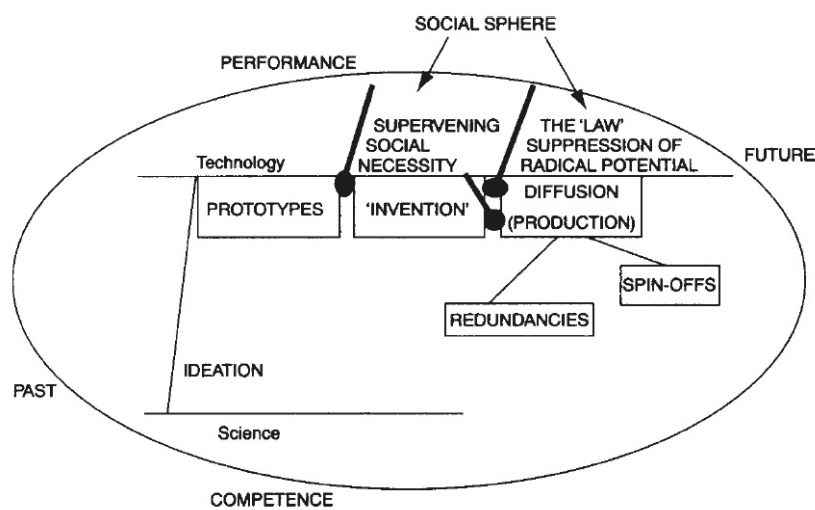 SOCIAL SPHERE
PERFORMANCE
SUPERVENING
SOCIAL
NECESSITY
THE ‘LAW’
SUPPRESSION OF
RADICAL POTENTIAL
FUTURE
Technology
PROTOTYPES
‘INVENTION’
DIFFUSION
(PRODUCTION)
SPIN-OFFS
REDUNDANCIES
IDEATION
PAST
Science
COMPETENCE